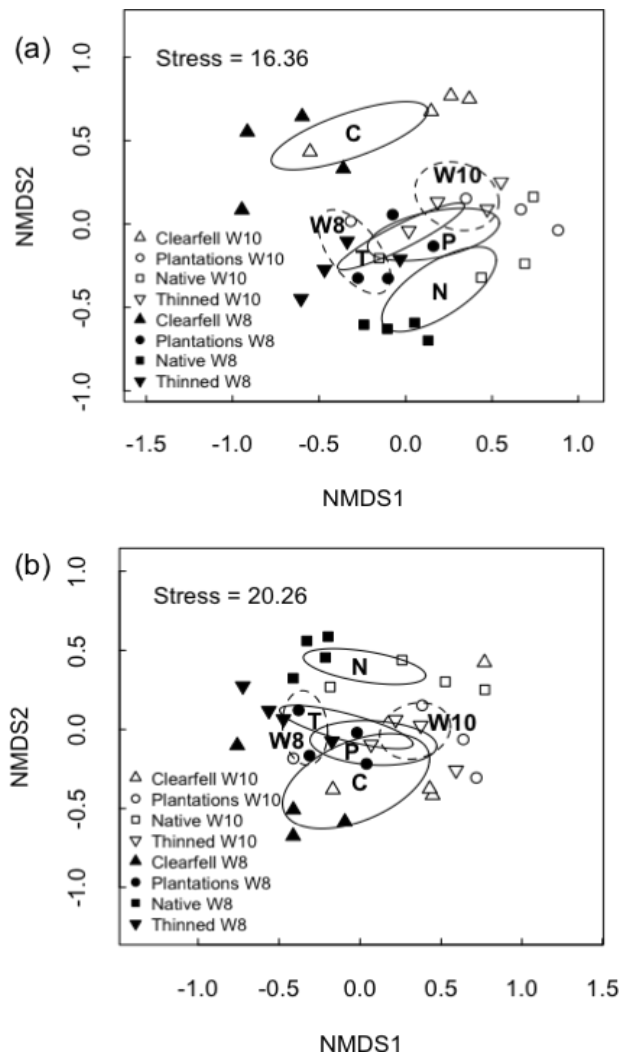 (a)
Stress = 16.36
1.0
0.5
0.0
-0.5
-1.0
NMDS2
C
W10
W8
P
T
N
△ Clearfell W10
○ Plantations W10
□ Native W10
▽ Thinned W10
▲ Clearfell W8
● Plantations W8
■ Native W8
▼ Thinned W8
-1.5 -1.0 -0.5 0.0 0.5 1.0
NMDS1
(b)
Stress = 20.26
1.0
0.5
0.0
-0.5
-1.0
NMDS2
N
T
W10
W8
P
C
△ Clearfell W10
○ Plantations W10
□ Native W10
▽ Thinned W10
▲ Clearfell W8
● Plantations W8
■ Native W8
▼ Thinned W8
-1.0 -0.5 0.0 0.5 1.0 1.5
NMDS1